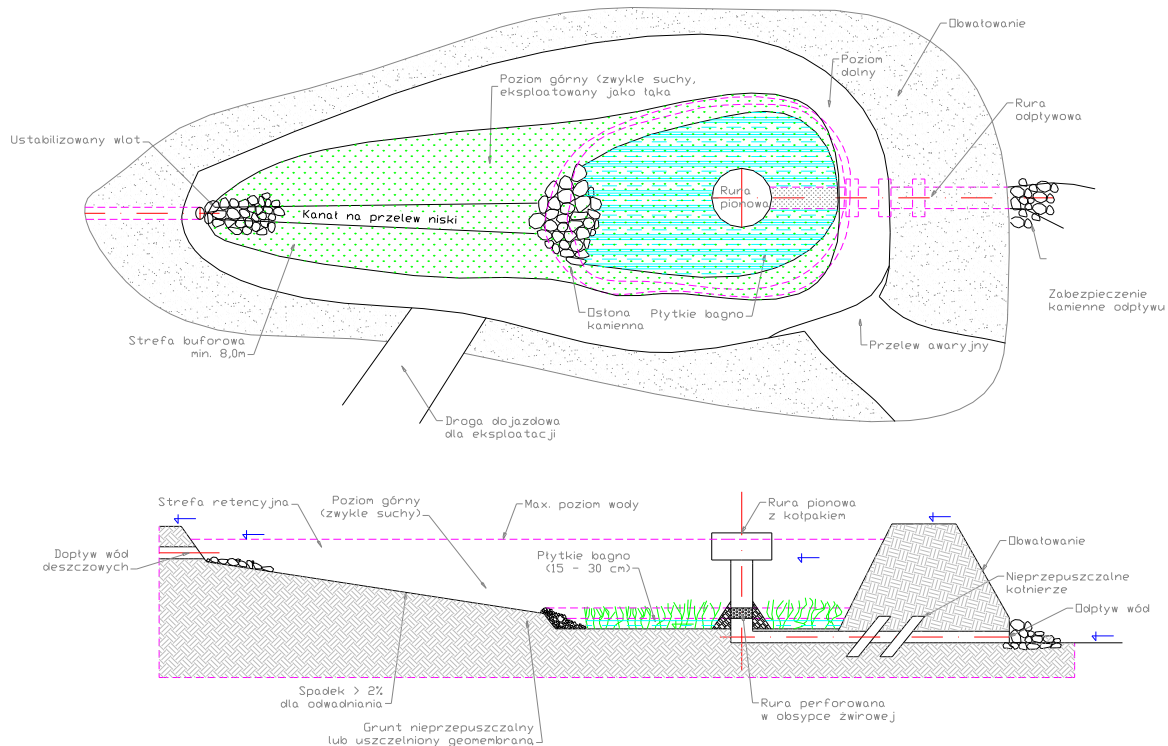 Obwałowanie
Poziom
dolny
Poziom górny (zwykle suchy,
eksploatowany jako łąka
Rura
odpływowa
Ustabilizowany wlot
Rura
pionowa
Kanał na przelew niski
Zabezpieczenie
kamienne odpływu
Osłona
kamienna
Płytkie bagno
Strefa buforowa
min. 8,0m
Przelew awaryjny
Droga dojazdowa
dla eksploatacji
Strefa retencyjna
Poziom górny
(zwykle suchy)
Max. poziom wody
Rura pionowa
z kołpakiem
Dopływ wód
deszczowych
Płytkie bagno
(15 - 30 cm)
Obwałowanie
Nieprzepuszczalne
kołnierze
Odpływ wód
Spadek > 2%
dla odwadniania
Rura perforowana
w obsypce żwirowej
Grunt nieprzepuszczalny
lub uszczelniony geomembraną